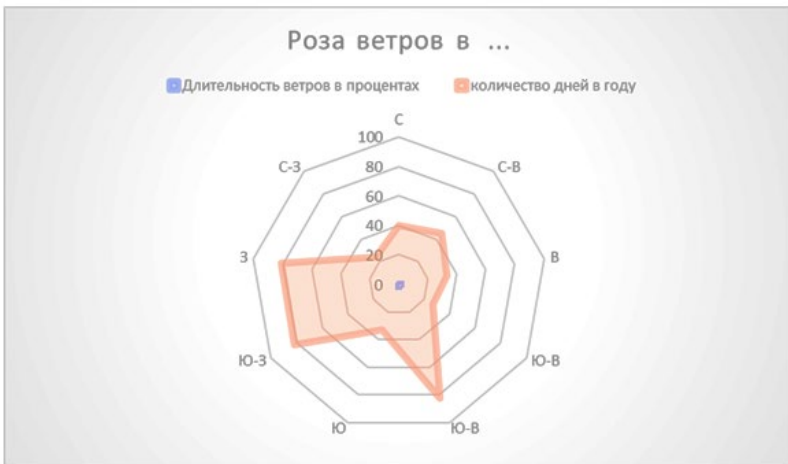 Роза ветров в ...
Длительность ветров в процентах количество дней в году
С
100
С-З 80 С-В
60
40
З 20 В
0
Ю-З Ю-В
Ю Ю-В